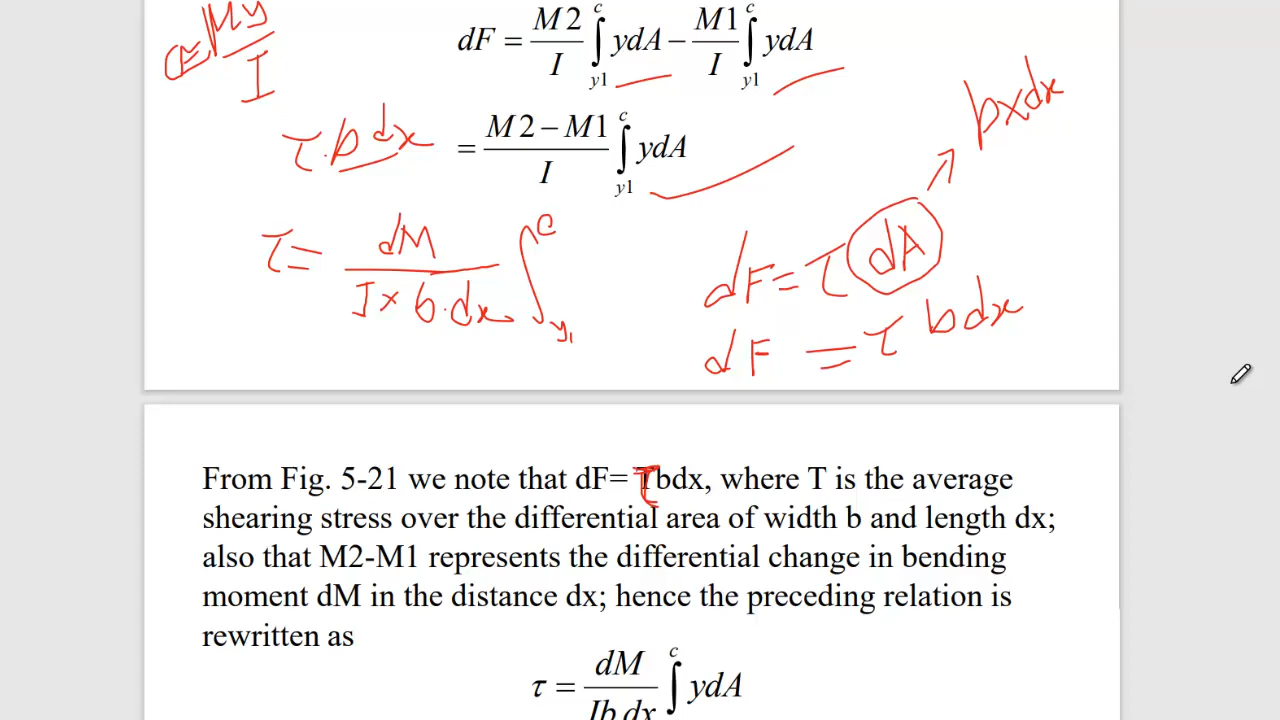 σ = My/I
dF = M2/I ∫_{y1}^{c} ydA − M1/I ∫_{y1}^{c} ydA
b×dx
τ.b dx = M2 − M1/I ∫_{y1}^{c} ydA
τ = dM/I × b.dx ∫_{y1}^{c}
dF = τ dA
dF = τ bdx
From Fig. 5-21 we note that dF= τbdx, where T is the average
shearing stress over the differential area of width b and length dx;
also that M2-M1 represents the differential change in bending
moment dM in the distance dx; hence the preceding relation is
rewritten as
τ = dM/Ib dx ∫^{c} ydA